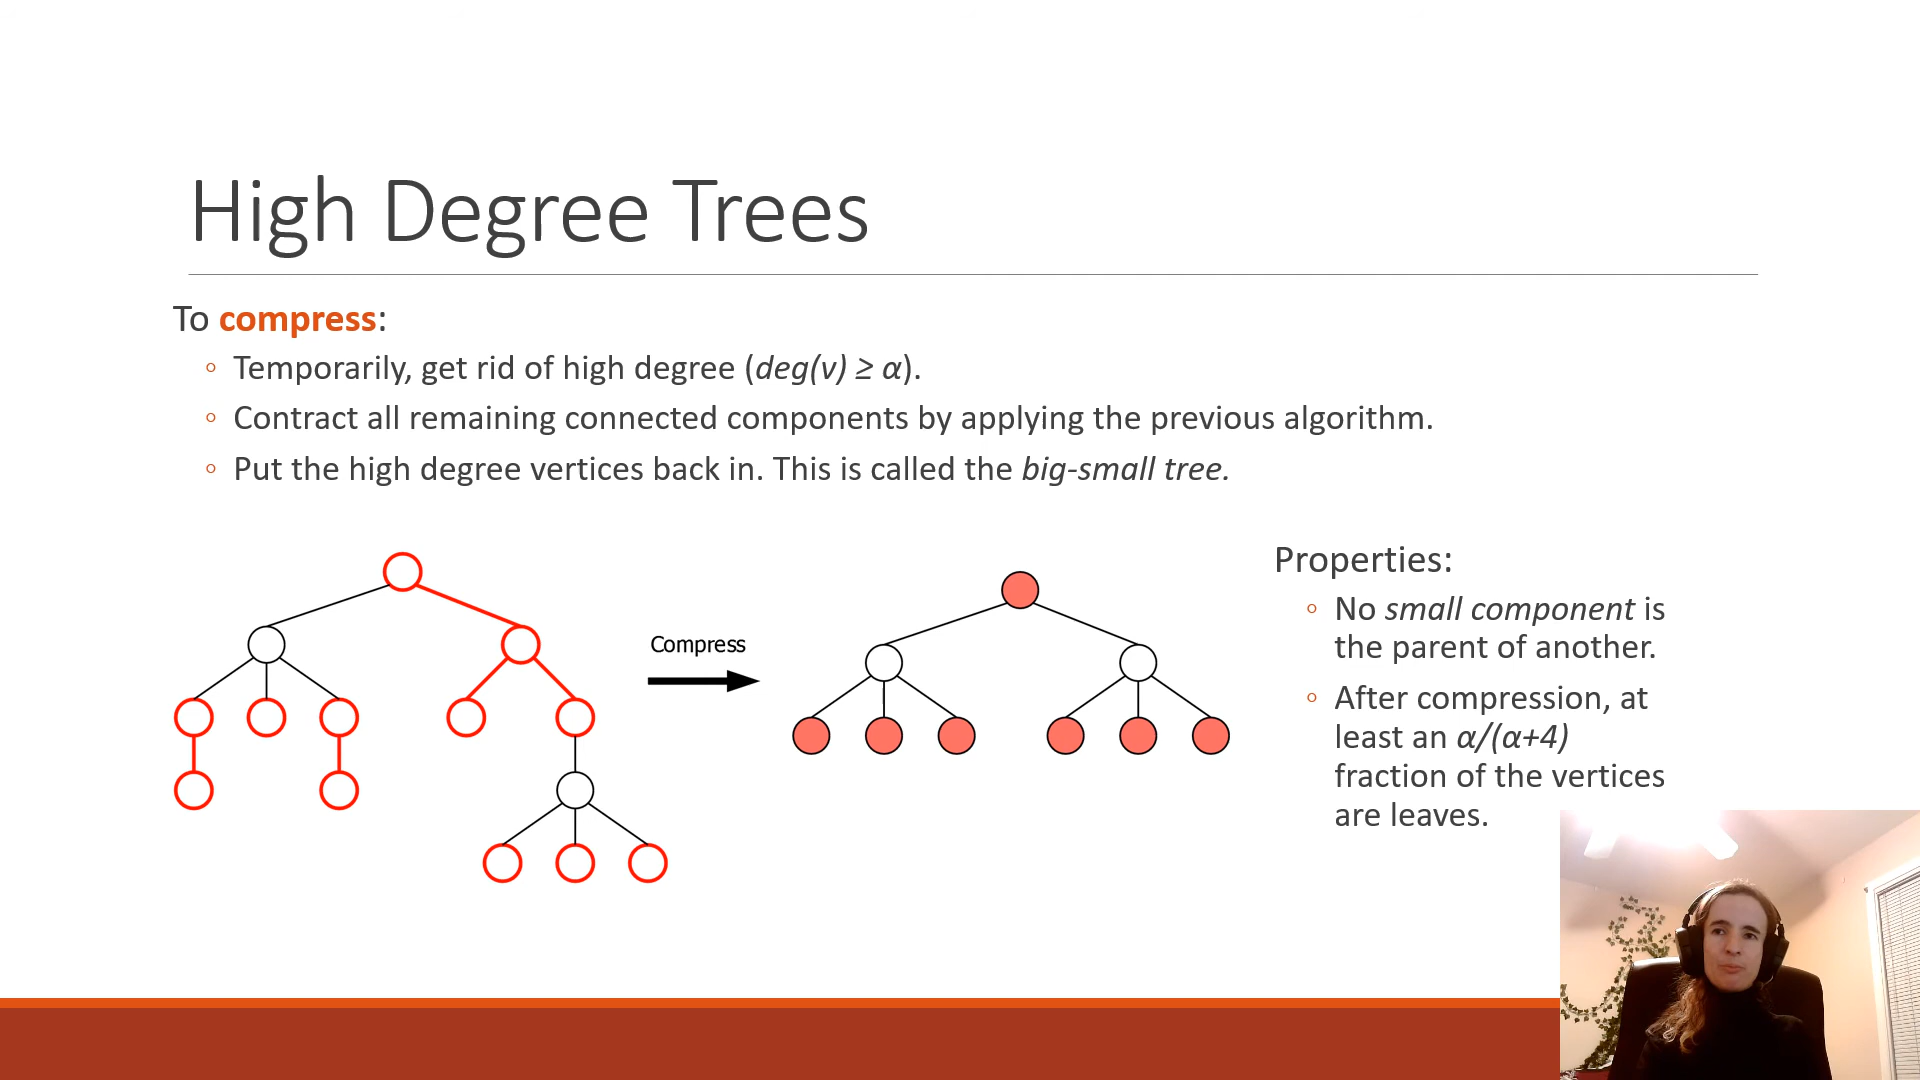 High Degree Trees
To compress:
◦ Temporarily, get rid of high degree (deg(v) ≥ α).
◦ Contract all remaining connected components by applying the previous algorithm.
◦ Put the high degree vertices back in. This is called the big-small tree.
Compress
Properties:
◦ No small component is
the parent of another.
◦ After compression, at
least an α/(α+4)
fraction of the vertices
are leaves.